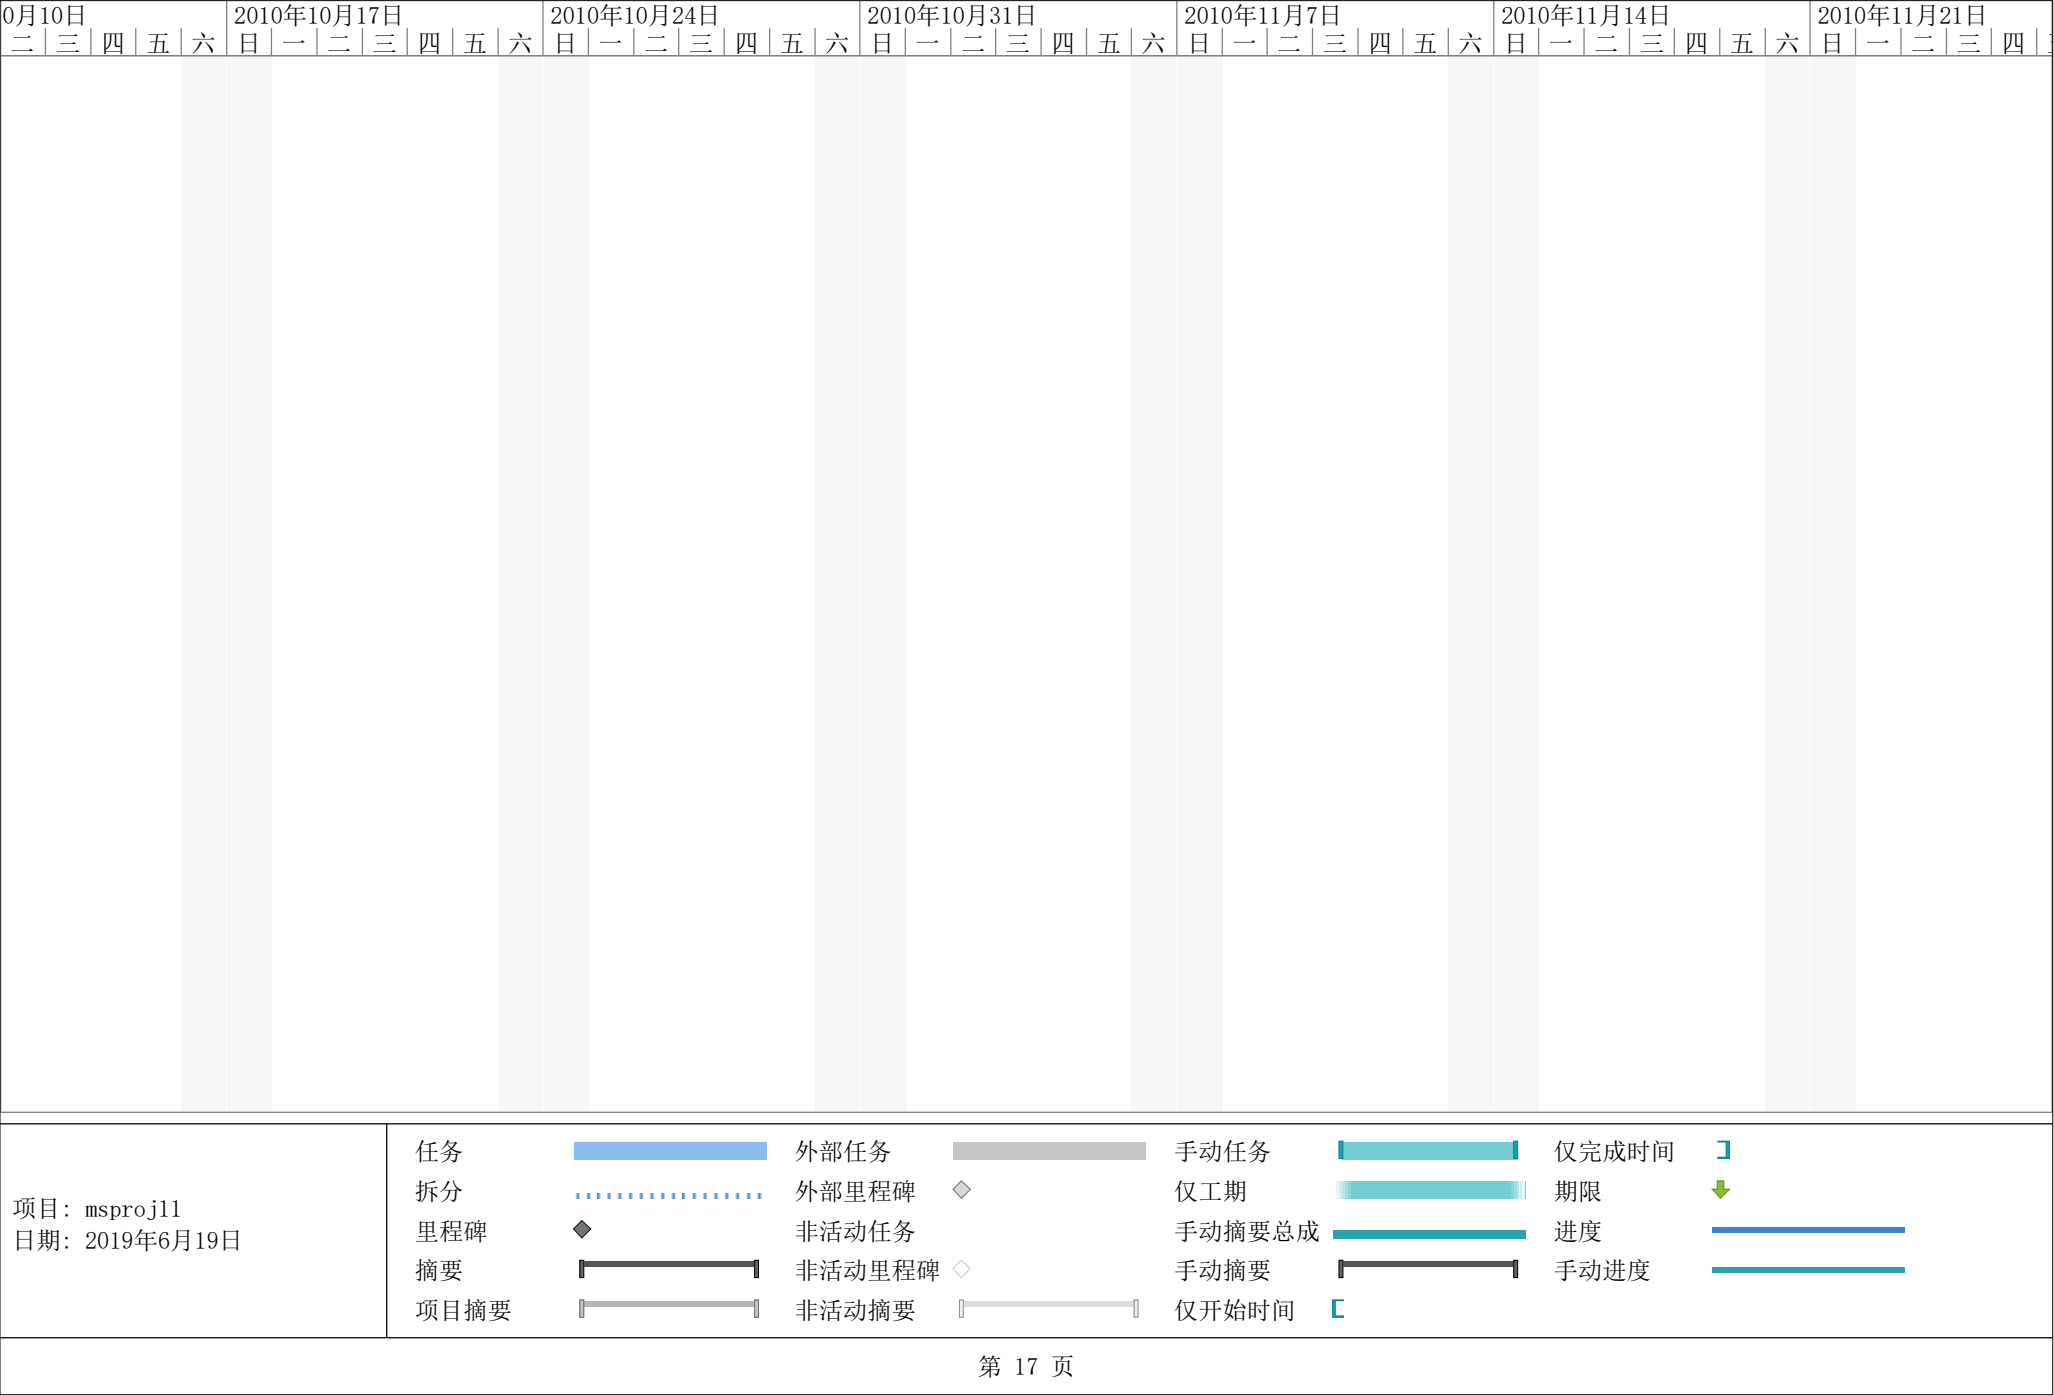 0月10日 2010年10月17日 2010年10月24日 2010年10月31日 2010年11月7日 2010年11月14日 2010年11月21日
二 三 四 五 六 日 一 二 三 四 五 六 日 一 二 三 四 五 六 日 一 二 三 四 五 六 日 一 二 三 四 五 六 日 一 二 三 四 五 六 日 一 二 三 四
任务 外部任务 手动任务 仅完成时间
拆分 外部里程碑 仅工期 期限
项目: msproj11
里程碑 非活动任务 手动摘要总成 进度
日期: 2019年6月19日
摘要 非活动里程碑 手动摘要 手动进度
项目摘要 非活动摘要 仅开始时间
第 17 页